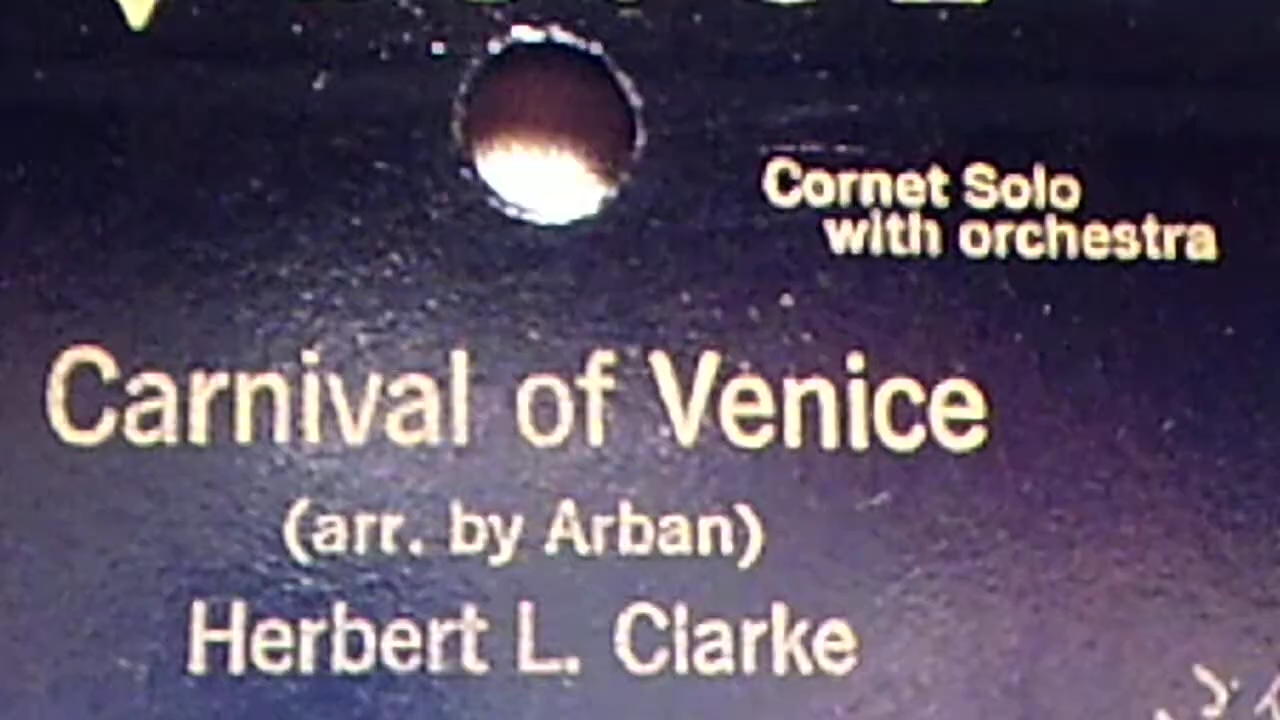 Cornet Solo
with orchestra
Carnival of Venice
(arr. by Arban)
Herbert L. Clarke